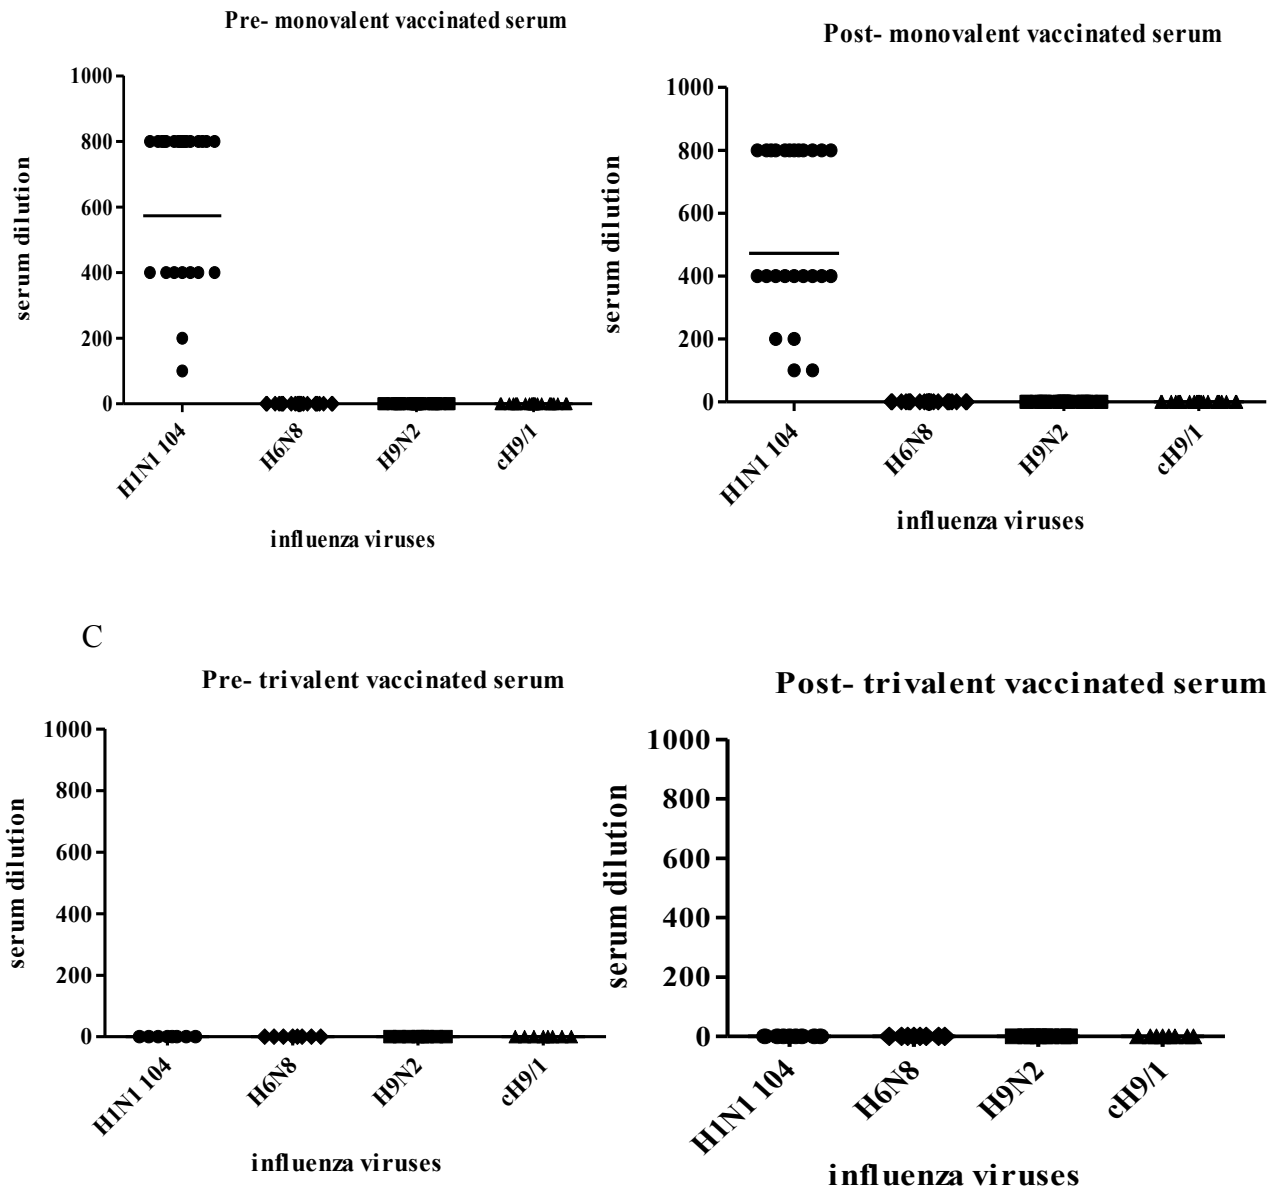 Pre- monovalent vaccinated serum
serum dilution
1000
800
600
400
200
0
H1N1 104
H6N8
H9N2
cH9/1
influenza viruses
Post- monovalent vaccinated serum
serum dilution
1000
800
600
400
200
0
H1N1 104
H6N8
H9N2
cH9/1
influenza viruses
C
Pre- trivalent vaccinated serum
serum dilution
1000
800
600
400
200
0
H1N1 104
H6N8
H9N2
cH9/1
influenza viruses
Post- trivalent vaccinated serum
serum dilution
1000
800
600
400
200
0
H1N1 104
H6N8
H9N2
cH9/1
influenza viruses